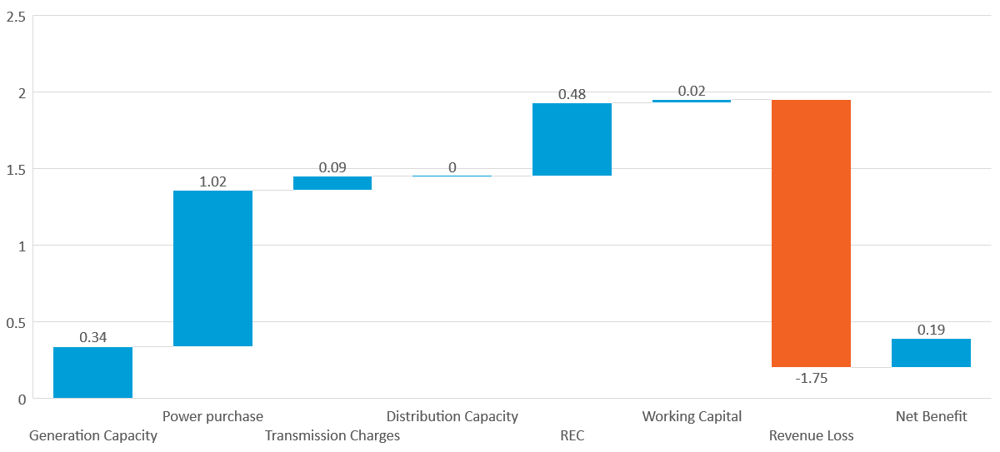 2.5
2
1.5
1
0.5
0
0.34
1.02
0.09
0
0.48
0.02
-1.75
0.19
Generation Capacity
Power purchase
Transmission Charges
Distribution Capacity
REC
Working Capital
Revenue Loss
Net Benefit